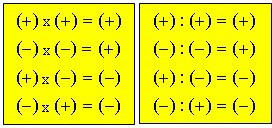 (+) x (+) = (+)
(−) x (−) = (+)
(+) x (−) = (−)
(−) x (+) = (−)
(+) : (+) = (+)
(−) : (−) = (+)
(+) : (−) = (−)
(−) : (+) = (−)